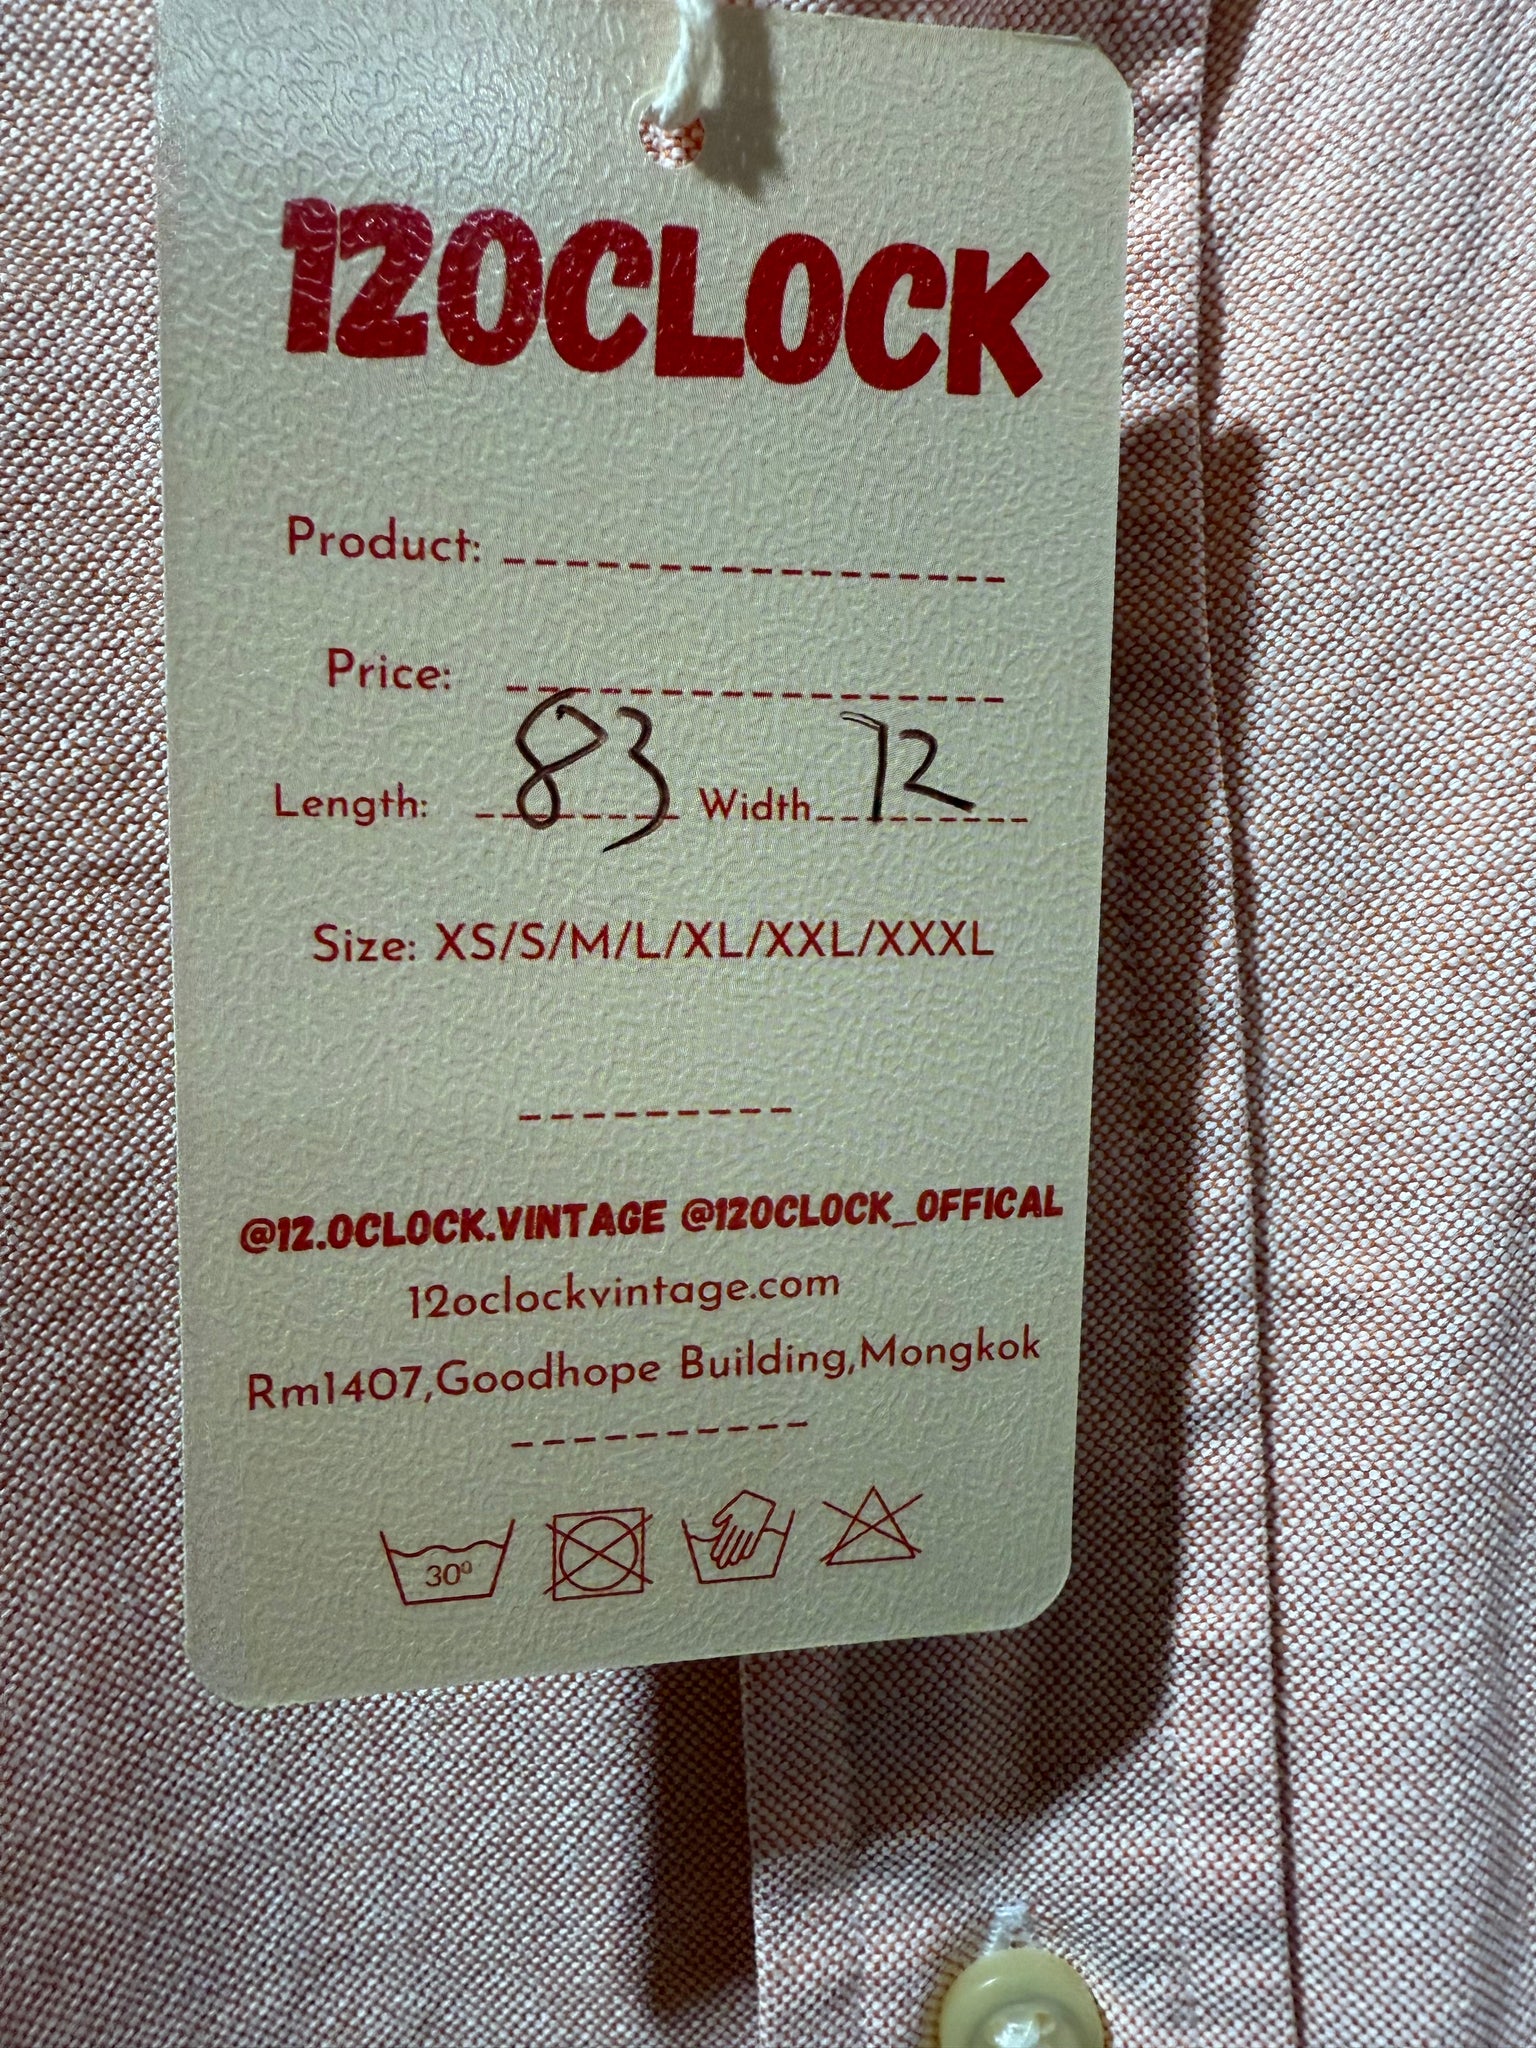 12OCLOCK
Product:
Price:
Length: 83 Width 72
Size: XS/S/M/L/XL/XXL/XXXL
@12.OCLOCK.VINTAGE @12OCLOCK_OFFICAL
12oclockvintage.com
Rm1407,Goodhope Building,Mongkok
30º